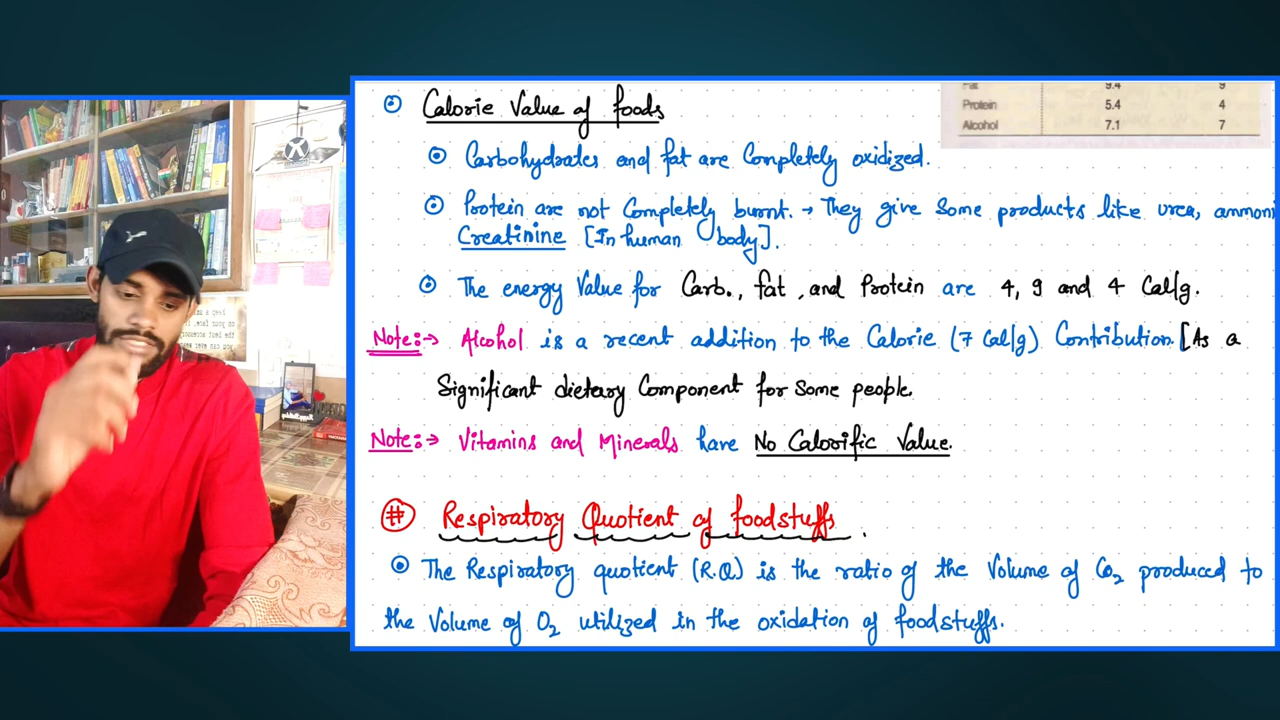 Fat 9.4 9
Protein 5.4 4
Alcohol 7.1 7
Calorie Value of foods
Carbohydrates and fat are Completely oxidized.
Protein are not Completely burnt. → They give Some products like urea, ammoni
Creatinine [In human body].
The energy Value for Carb., fat, and Protein are 4, 9 and 4 Cal/g.
Note:→ Alcohol is a recent addition to the Calorie (7 Cal/g) Contribution. [As a
Significant dietary Component for Some people.
Note:→ Vitamins and Minerals have No Calorific Value.
# Respiratory Quotient of foodstuffs.
The Respiratory quotient (R.Q.) is the ratio of the Volume of CO2 produced to
the Volume of O2 utilized in the oxidation of foodstuffs.